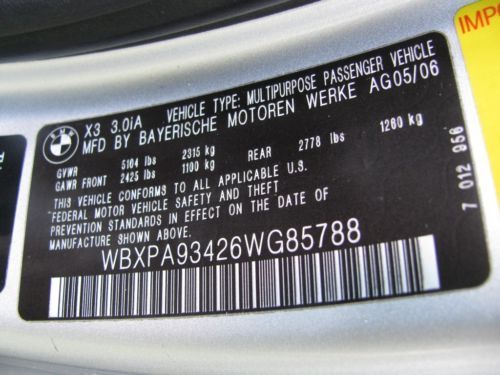 IMPO
BMW
X3 3.0iA VEHICLE TYPE: MULTIPURPOSE PASSENGER VEHICLE
MFD BY BAYERISCHE MOTOREN WERKE AG05/06
GVWR 5104 lbs 2315 kg
GAWR FRONT 2425 lbs 1100 kg REAR 2778 lbs 1260 kg
THIS VEHICLE CONFORMS TO ALL APPLICABLE
FEDERAL MOTOR VEHICLE SAFETY AND THEFT
PREVENTION STANDARDS IN EFFECT ON THE DATE OF
MANUFACTURE SHOWN ABOVE.
WBXPA93426WG85788
7 012 956